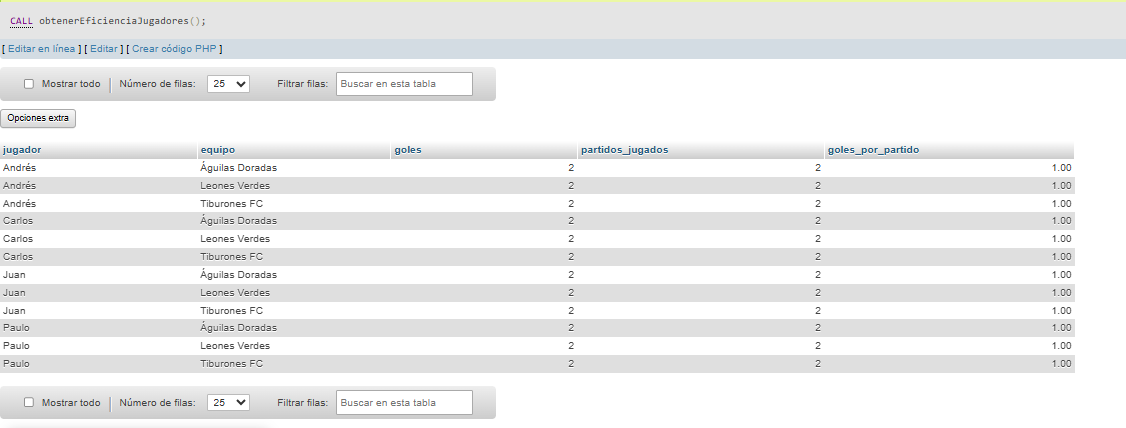 CALL obtenerEficienciaJugadores();
[ Editar en línea ] [ Editar ] [ Crear código PHP ]
Mostrar todo | Número de filas: 25 Filtrar filas: Buscar en esta tabla
Opciones extra
jugador equipo goles partidos_jugados goles_por_partido
Andrés Águilas Doradas 2 2 1.00
Andrés Leones Verdes 2 2 1.00
Andrés Tiburones FC 2 2 1.00
Carlos Águilas Doradas 2 2 1.00
Carlos Leones Verdes 2 2 1.00
Carlos Tiburones FC 2 2 1.00
Juan Águilas Doradas 2 2 1.00
Juan Leones Verdes 2 2 1.00
Juan Tiburones FC 2 2 1.00
Paulo Águilas Doradas 2 2 1.00
Paulo Leones Verdes 2 2 1.00
Paulo Tiburones FC 2 2 1.00
Mostrar todo | Número de filas: 25 Filtrar filas: Buscar en esta tabla